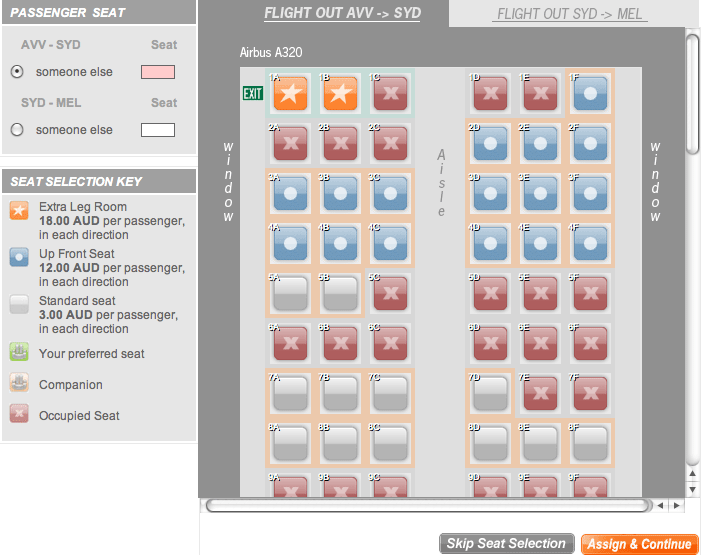 PASSENGER SEAT
AVV - SYD Seat
someone else
SYD - MEL Seat
someone else
SEAT SELECTION KEY
Extra Leg Room
18.00 AUD per passenger,
in each direction
Up Front Seat
12.00 AUD per passenger,
in each direction
Standard seat
3.00 AUD per passenger,
in each direction
Your preferred seat
Companion
Occupied Seat
FLIGHT OUT AVV -> SYD
FLIGHT OUT SYD -> MEL
Airbus A320
EXIT
window
Aisle
window
1A 1B 1C 1D 1E 1F
2A 2B 2C 2D 2E 2F
3A 3B 3C 3D 3E 3F
4A 4B 4C 4D 4E 4F
5A 5B 5C 5D 5E 5F
6A 6B 6C 6D 6E 6F
7A 7B 7C 7D 7E 7F
8A 8B 8C 8D 8E 8F
9A 9B 9C 9D 9E 9F
Skip Seat Selection
Assign & Continue